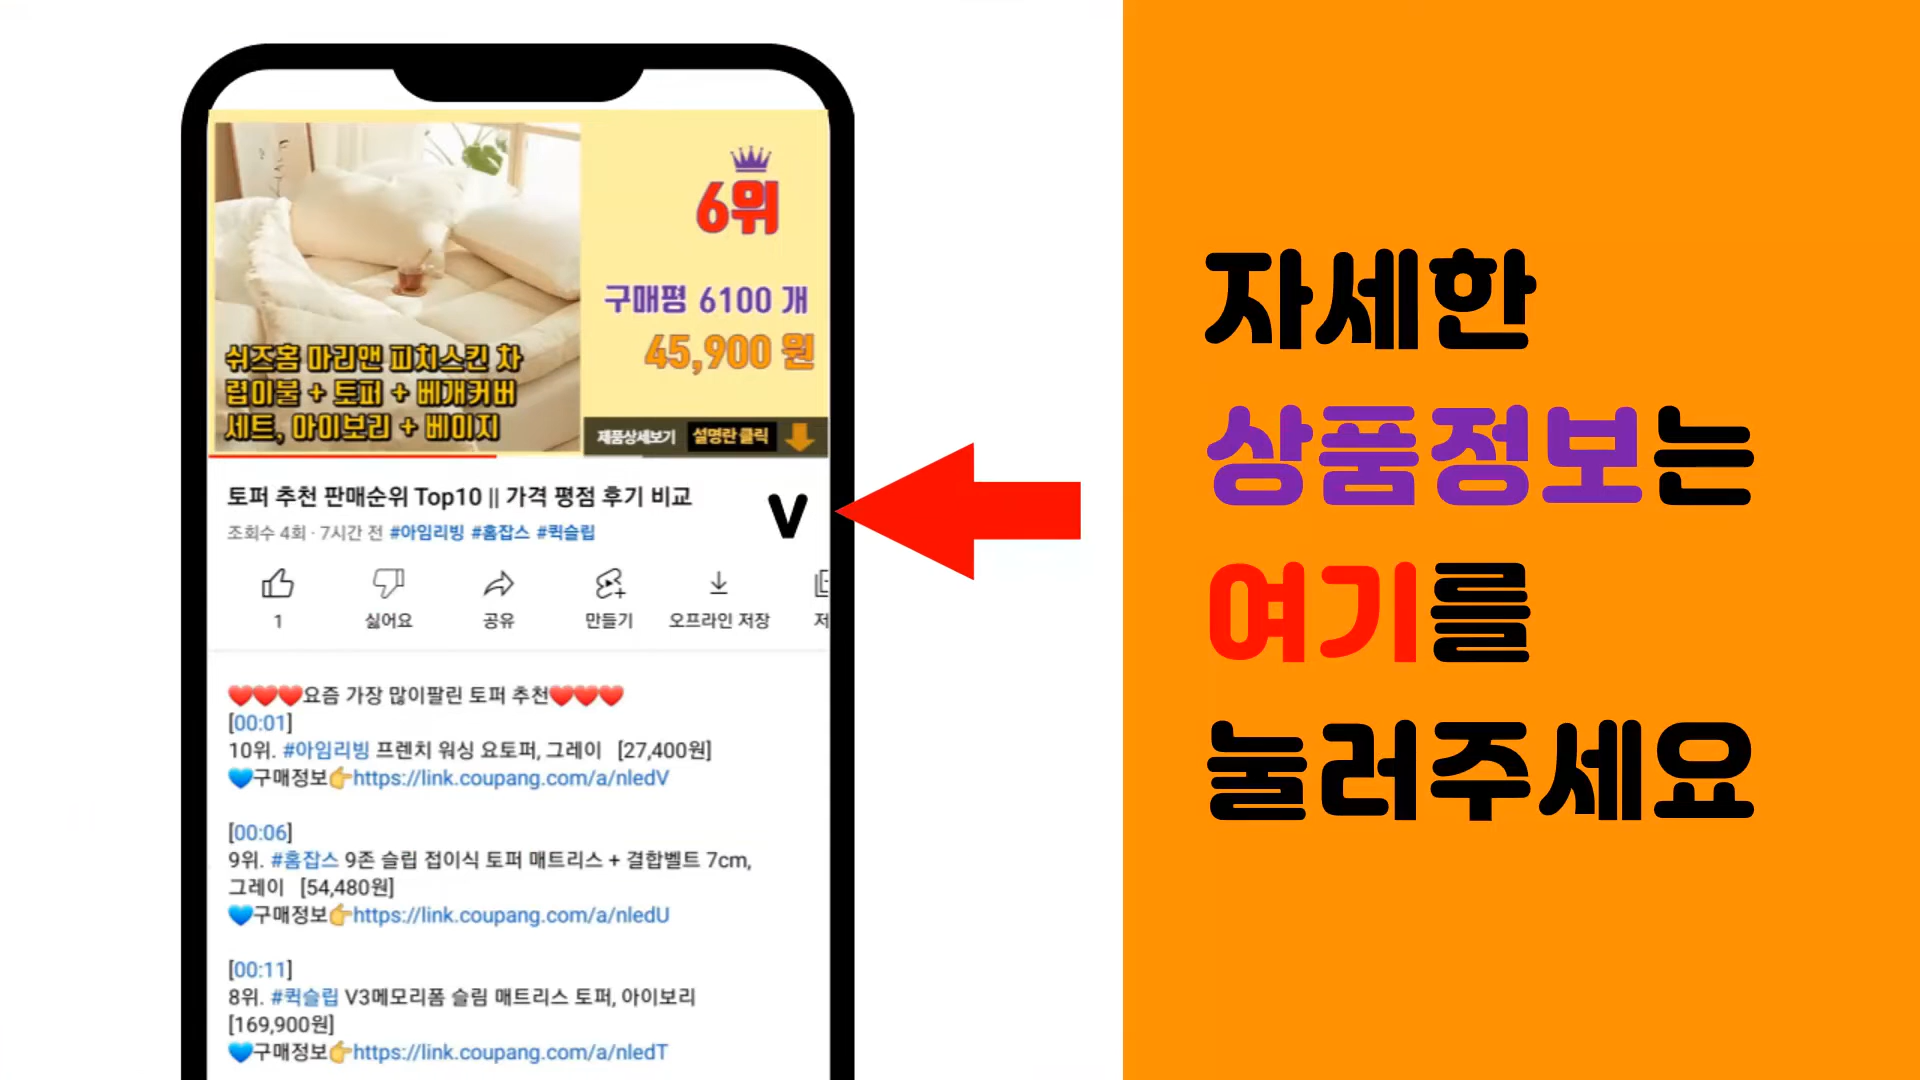 6위
구매평 6100 개
45,900 원
쉬즈홈 마리앤 피치스킨 차
렵이불 + 토퍼 + 베개커버
세트, 아이보리 + 베이지
제품상세보기 설명란 클릭
토퍼 추천 판매순위 Top10 || 가격 평점 후기 비교
V
조회수 4회 · 7시간 전 #아임리빙 #홈잡스 #퀵슬립
1 싫어요 공유 만들기 오프라인 저장 저
❤️❤️❤️요즘 가장 많이팔린 토퍼 추천❤️❤️❤️
[00:01]
10위. #아임리빙 프렌치 워싱 요토퍼, 그레이 [27,400원]
💙구매정보👉https://link.coupang.com/a/nledV
[00:06]
9위. #홈잡스 9존 슬립 접이식 토퍼 매트리스 + 결합벨트 7cm,
그레이 [54,480원]
💙구매정보👉https://link.coupang.com/a/nledU
[00:11]
8위. #퀵슬립 V3메모리폼 슬림 매트리스 토퍼, 아이보리
[169,900원]
💙구매정보👉https://link.coupang.com/a/nledT
자세한
상품정보는
여기를
눌러주세요